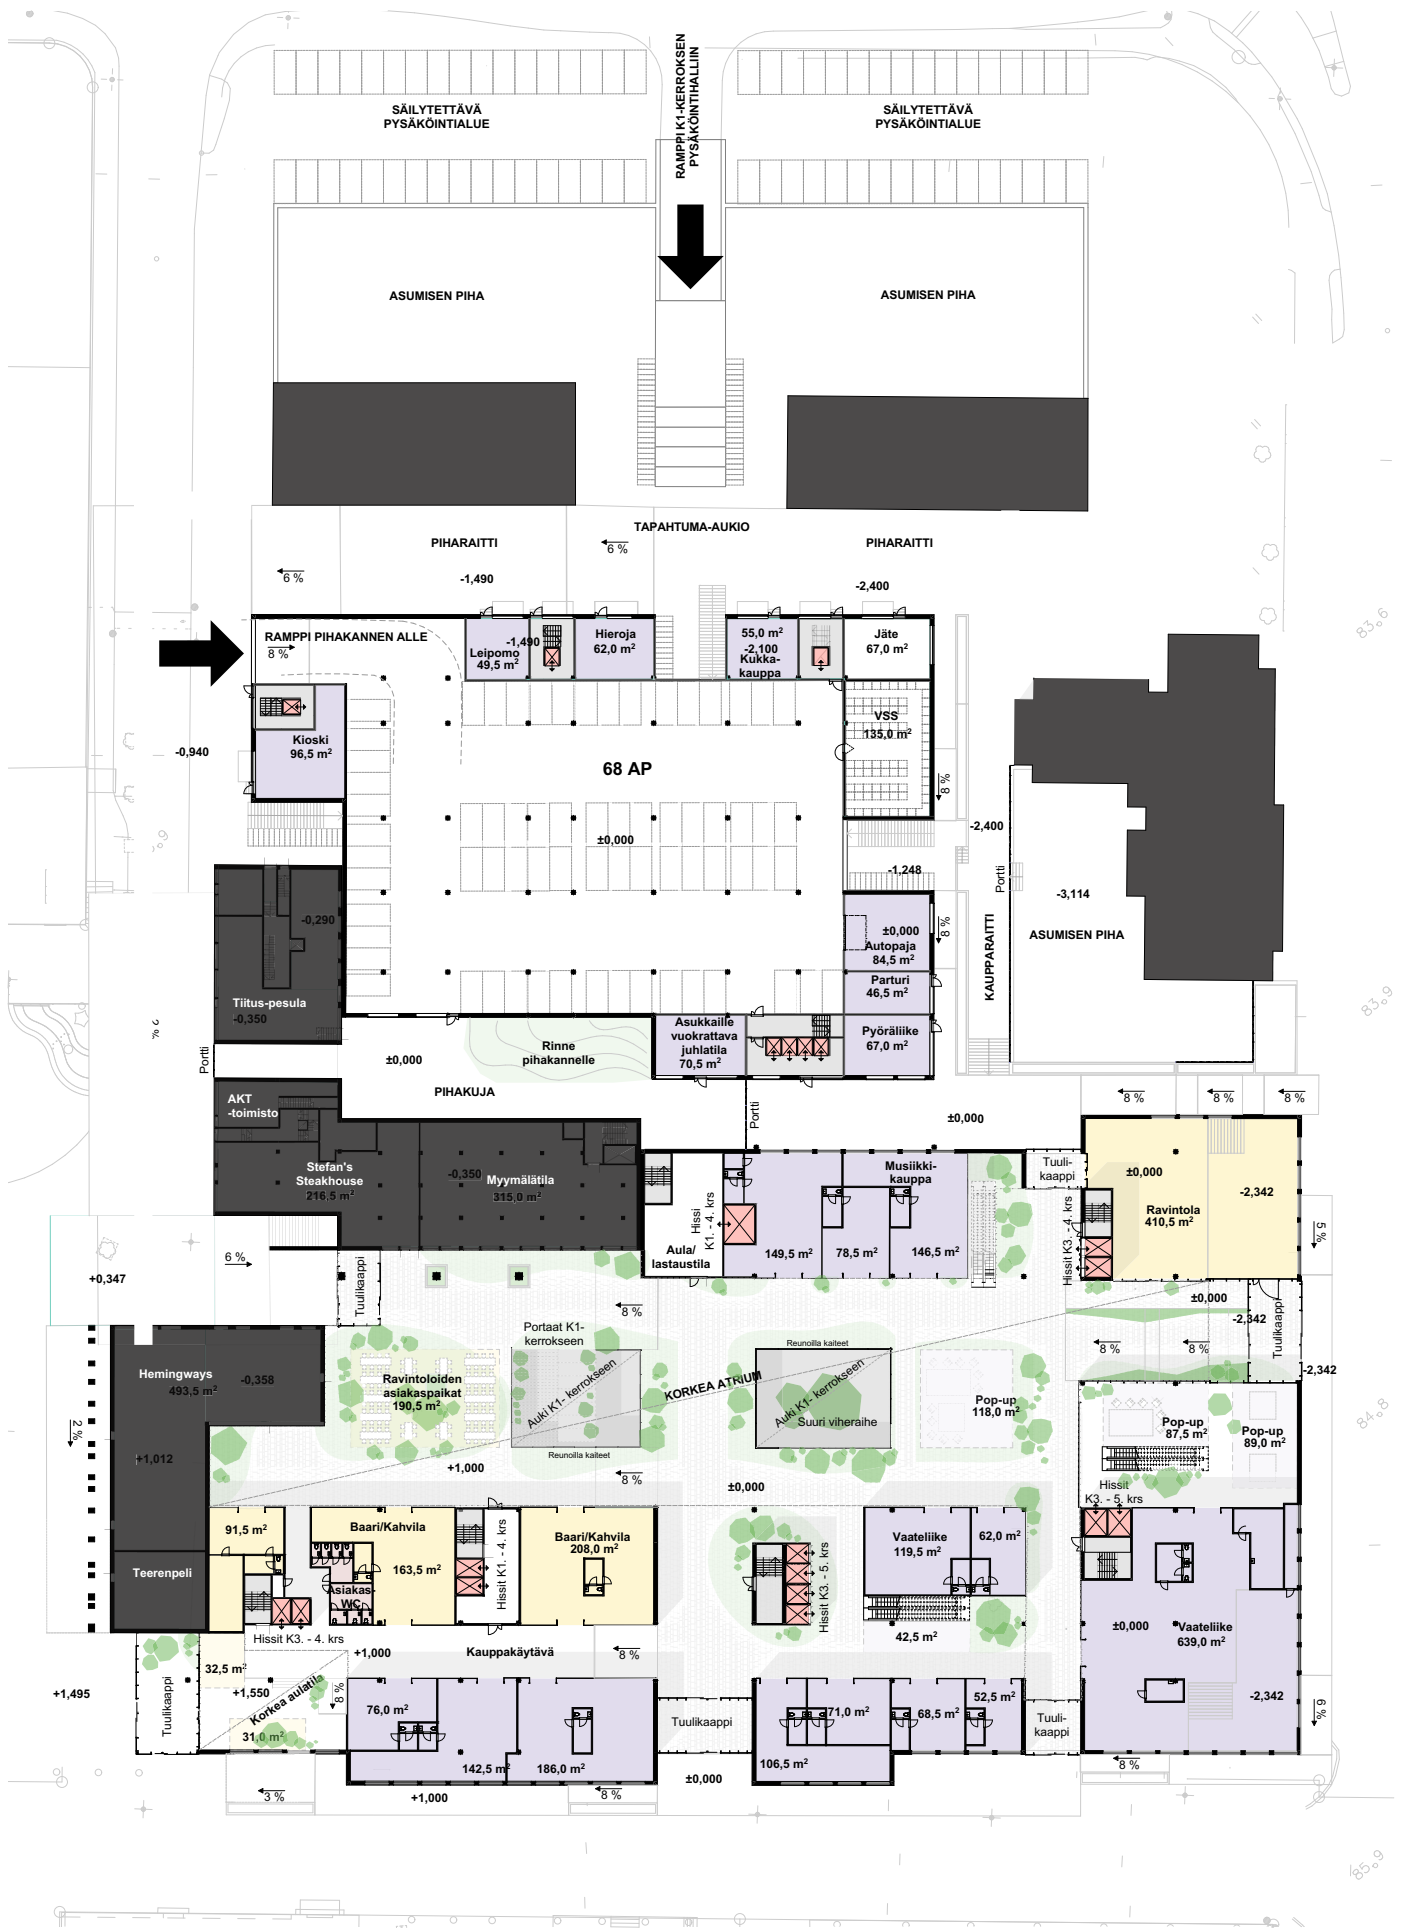 RAMPPI K1-KERROKSEN
PYSÄKÖINTIHALLIIN
SÄILYTETTÄVÄ
PYSÄKÖINTIALUE
SÄILYTETTÄVÄ
PYSÄKÖINTIALUE
ASUMISEN PIHA
ASUMISEN PIHA
TAPAHTUMA-AUKIO
PIHARAITTI
6 %
PIHARAITTI
6 %
-1,490
-2,400
RAMPPI PIHAKANNEN ALLE
8 %
Leipomo
49,5 m²
-1,490
Hieroja
62,0 m²
55,0 m²
-2,100
Kukka-
kauppa
Jäte
67,0 m²
83,6
VSS
135,0 m²
Kioski
96,5 m²
-0,940
68 AP
8 %
±0,000
-2,400
-1,248
Portti
-3,114
ASUMISEN PIHA
KAUPPARAITTI
-0,290
±0,000
Autopaja
84,5 m²
8 %
Parturi
46,5 m²
83,9
Tiitus-pesula
-0,350
2 %
Asukkaille
vuokrattava
juhlatila
70,5 m²
Pyöräliike
67,0 m²
Rinne
pihakannelle
±0,000
Portti
PIHAKUJA
AKT
-toimisto
Portti
±0,000
8 %
8 %
8 %
Stefan's
Steakhouse
216,5 m²
-0,350
Myymälätila
315,0 m²
Hissi
K1. - 4. krs
Aula/
lastaustila
149,5 m²
78,5 m²
Musiikki-
kauppa
146,5 m²
Tuuli-
kaappi
Hissit K3. - 4. krs
±0,000
-2,342
Ravintola
410,5 m²
5 %
6 %
+0,347
Tuulikaappi
8 %
±0,000
-2,342
Tuulikaappi
-2,342
Portaat K1-
kerrokseen
Reunoilla kaiteet
8 %
8 %
Hemingways
493,5 m²
-0,358
Ravintoloiden
asiakaspaikat
190,5 m²
Auki K1- kerrokseen
KORKEA ATRIUM
Auki K1- kerrokseen
Suuri viheraihe
Pop-up
118,0 m²
Pop-up
87,5 m²
Pop-up
89,0 m²
84,8
2 %
+1,012
Reunoilla kaiteet
+1,000
8 %
±0,000
Hissit
K3. - 5. krs
91,5 m²
Baari/Kahvila
163,5 m²
Hissit K1. - 4. krs
Baari/Kahvila
208,0 m²
Vaateliike
119,5 m²
62,0 m²
Hissit K3. - 5. krs
Teerenpeli
Asiakas-
WC
Hissit K3. - 4. krs
+1,000
Kauppakäytävä
8 %
42,5 m²
±0,000
Vaateliike
639,0 m²
-2,342
32,5 m²
+1,550
Korkea aulatila
8 %
31,0 m²
+1,495
Tuulikaappi
76,0 m²
142,5 m²
186,0 m²
Tuulikaappi
±0,000
71,0 m²
106,5 m²
68,5 m²
52,5 m²
Tuuli-
kaappi
6 %
3 %
+1,000
8 %
8 %
85,9